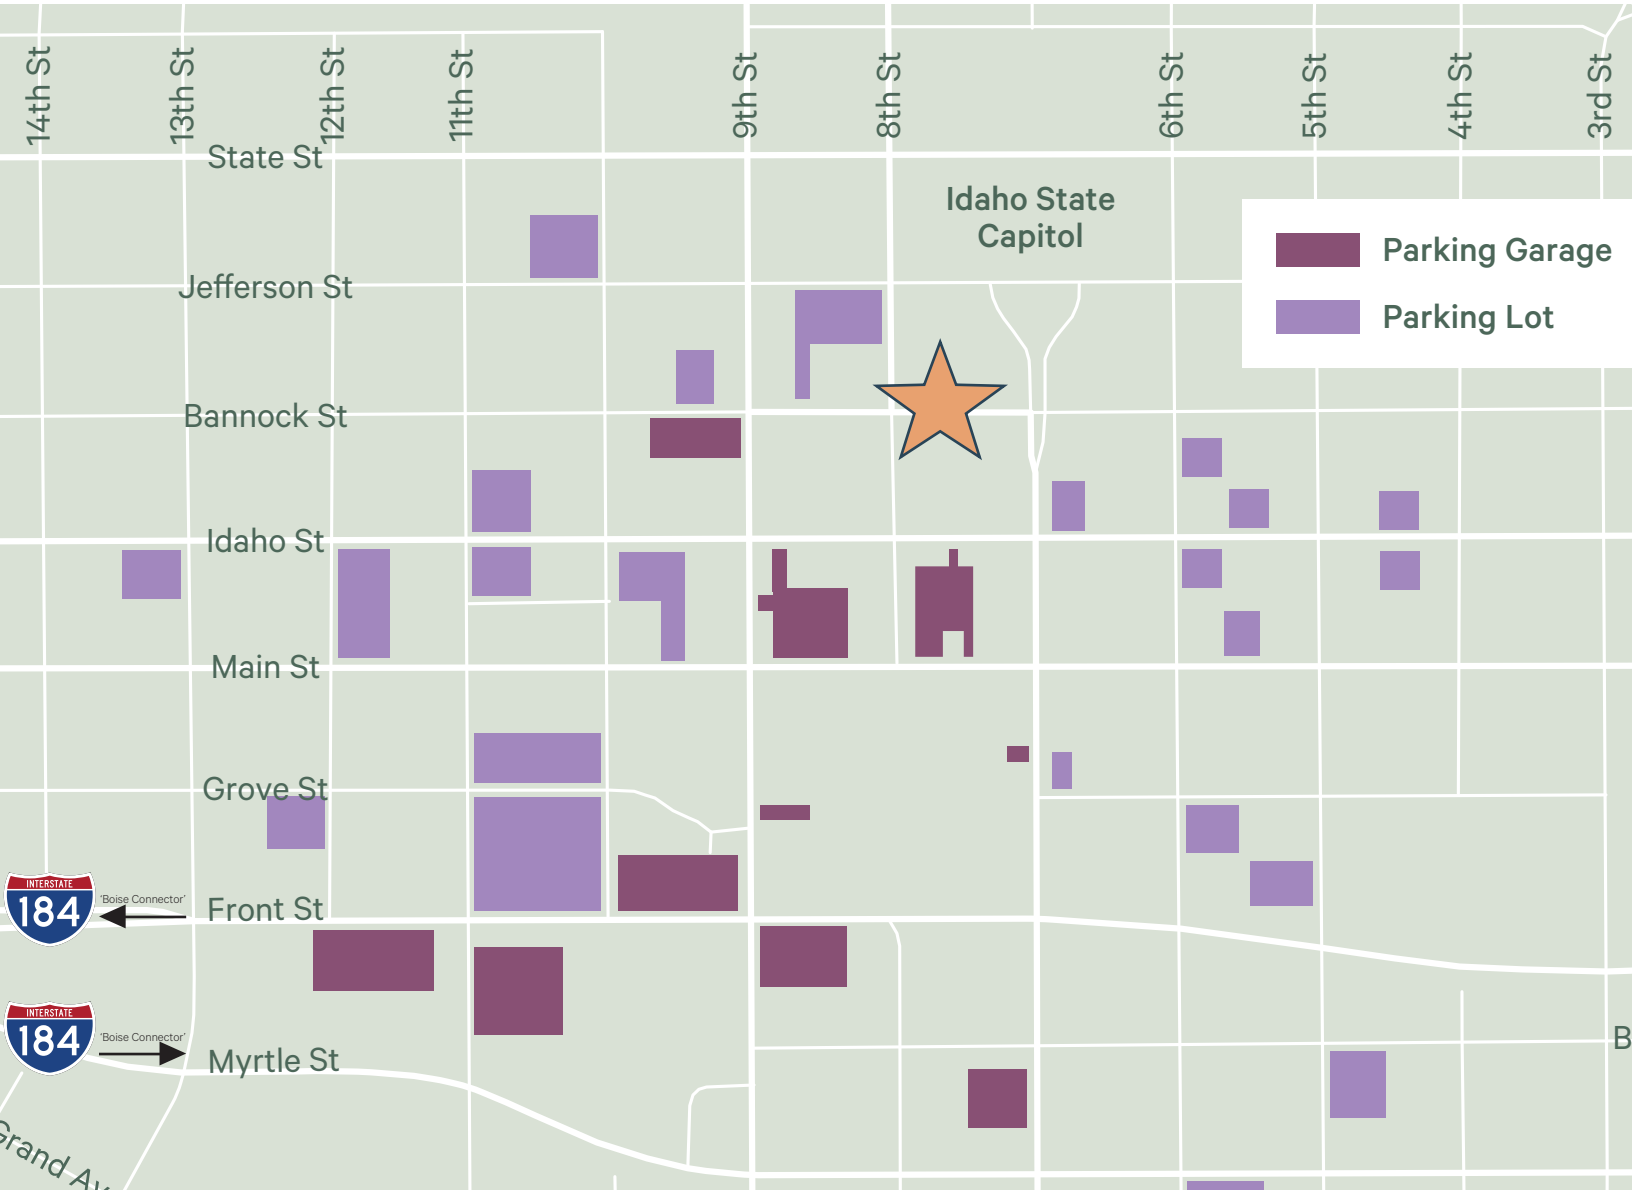 14th St
13th St
12th St
11th St
9th St
8th St
6th St
5th St
4th St
3rd St
State St
Idaho State
Capitol
Parking Garage
Parking Lot
Jefferson St
Bannock St
Idaho St
Main St
Grove St
INTERSTATE
184
'Boise Connector'
Front St
INTERSTATE
184
'Boise Connector'
Myrtle St
B
Grand Av